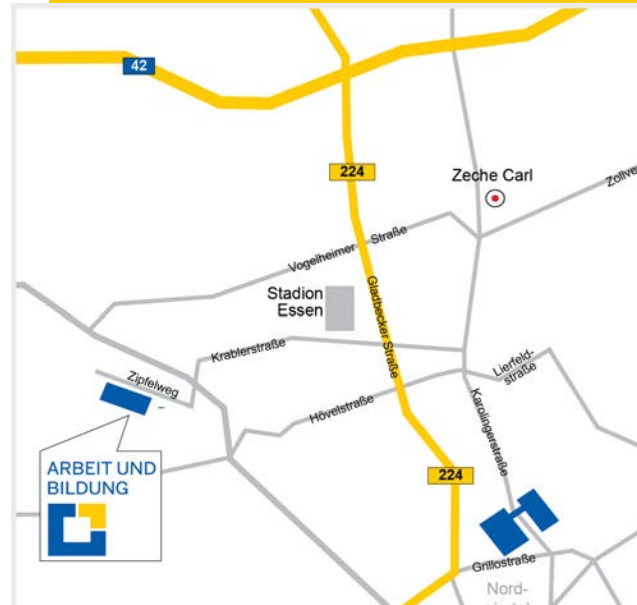 42
224
Zeche Carl
Vogelheimer Straße
Stadion
Essen
Gladbecker Straße
Krablerstraße
Lierfeld-
straße
Zipfelweg
Hövelstraße
Karolingerstraße
ARBEIT UND
BILDUNG
224
Grillostraße
Nord-